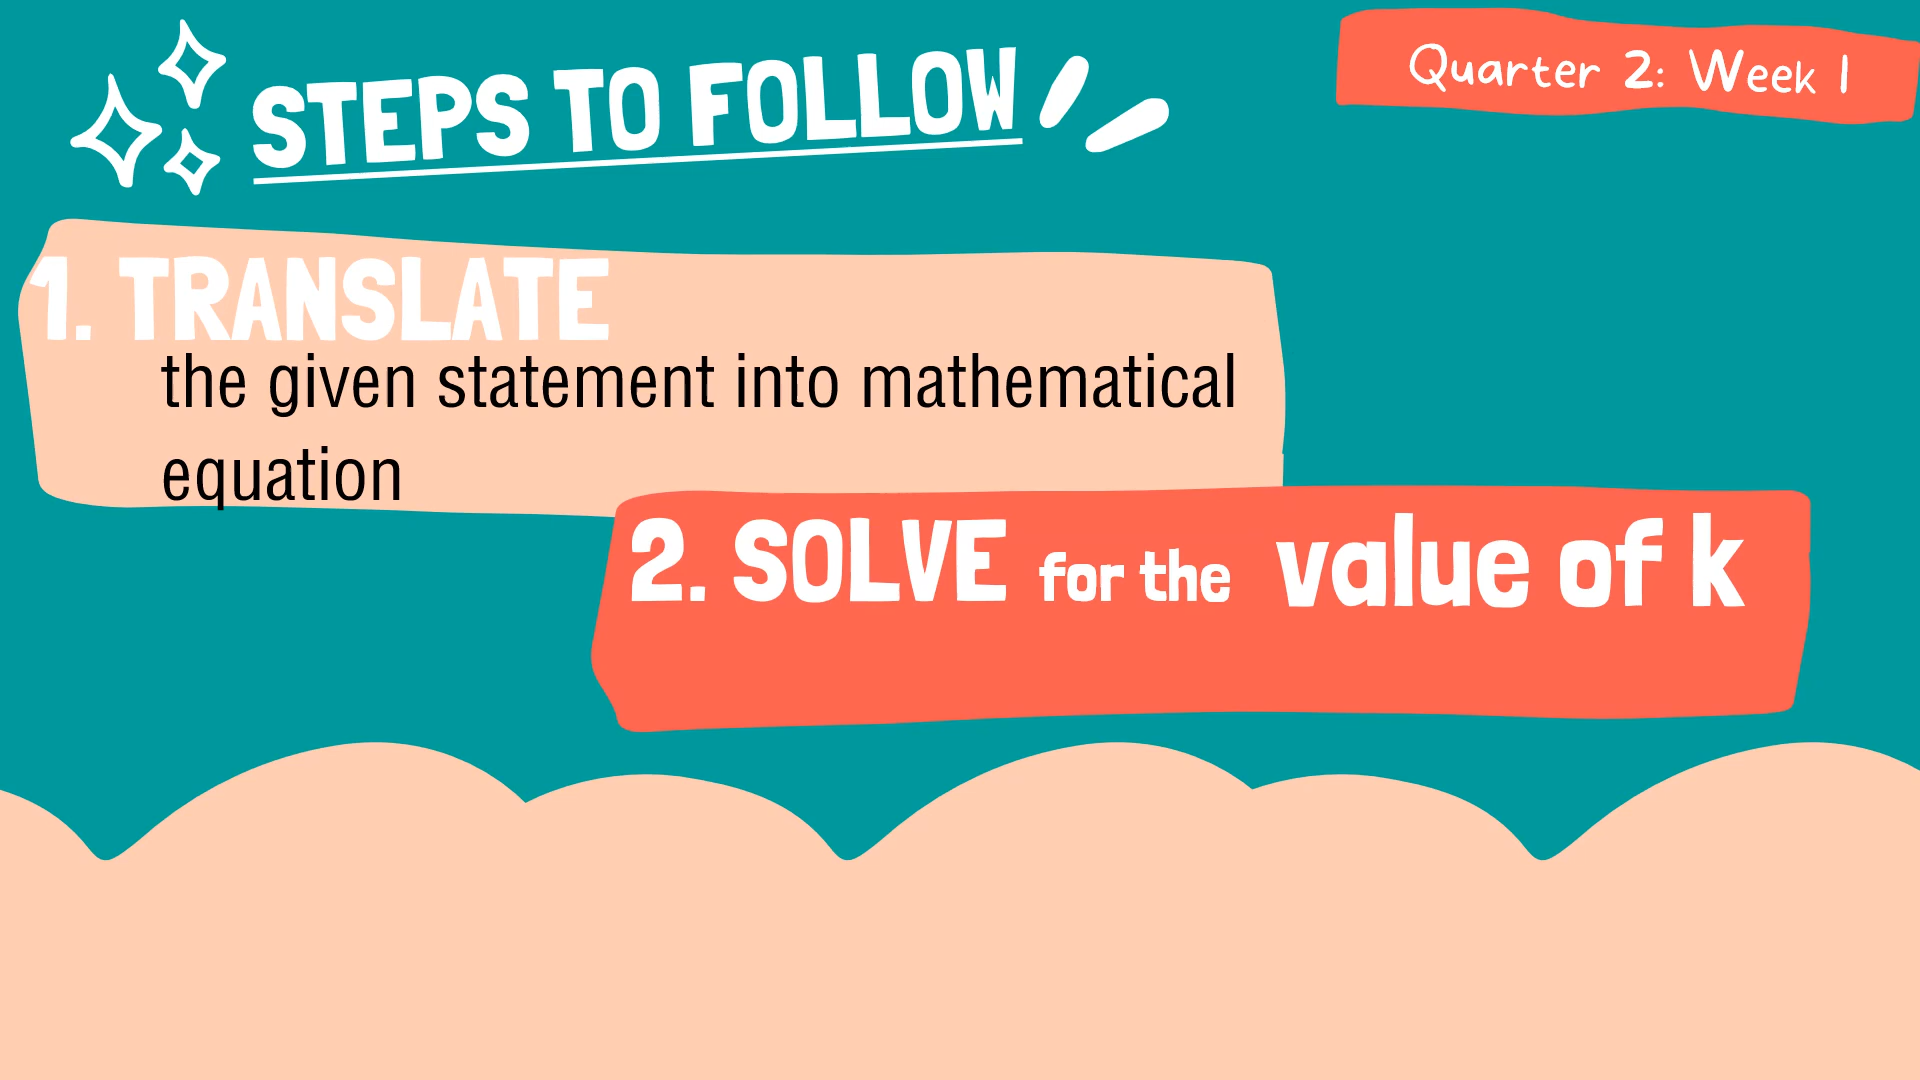 STEPS TO FOLLOW
Quarter 2: Week 1
1. TRANSLATE
the given statement into mathematical
equation
2. SOLVE for the value of k